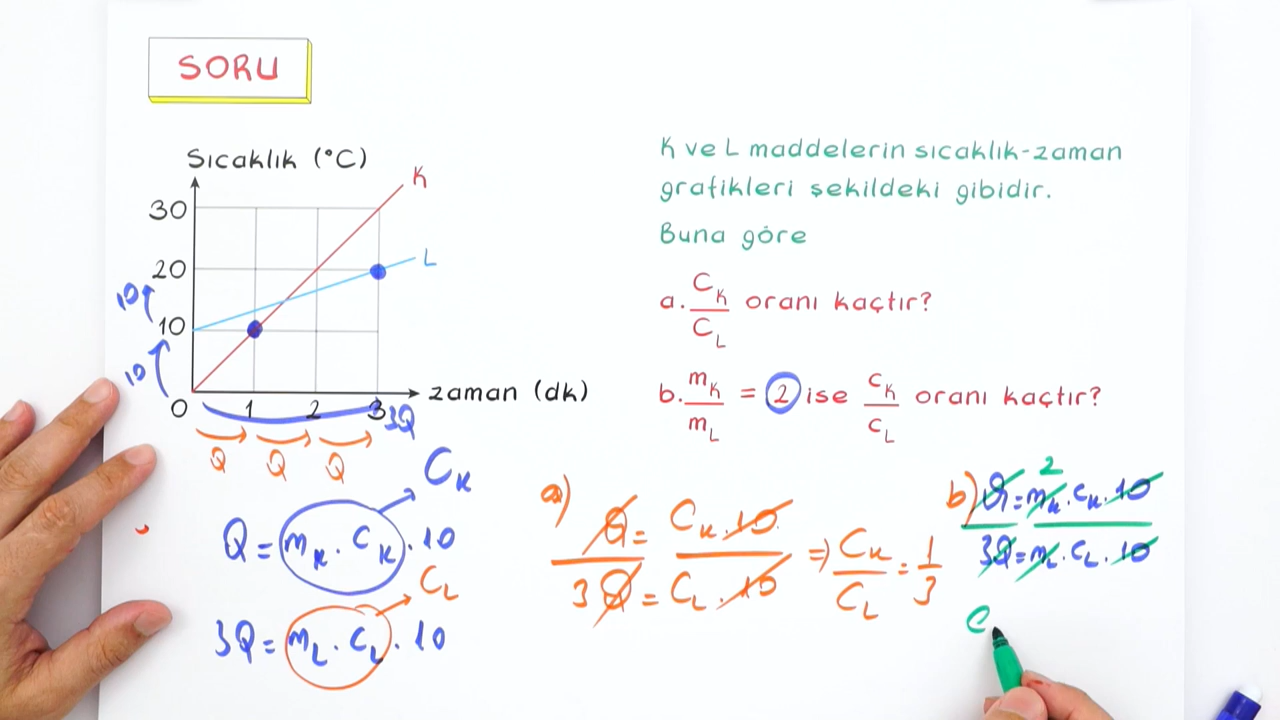 SORU
Sıcaklık (°C)
K
30
L
20
10
10
10
0 1 2 3 zaman (dk)
3Q
Q Q Q
K ve L maddelerin sıcaklık-zaman
grafikleri şekildeki gibidir.
Buna göre
a. C_K / C_L oranı kaçtır?
b. m_K / m_L = 2 ise c_K / c_L oranı kaçtır?
C_K
Q = m_K . C_K . 10
C_L
3Q = m_L . C_L . 10
a)
Q = C_K . 10
3Q = C_L . 10
⇒ C_K / C_L = 1/3
b)
2
Q = m_K . C_K . 10
3Q = m_L . C_L . 10
C